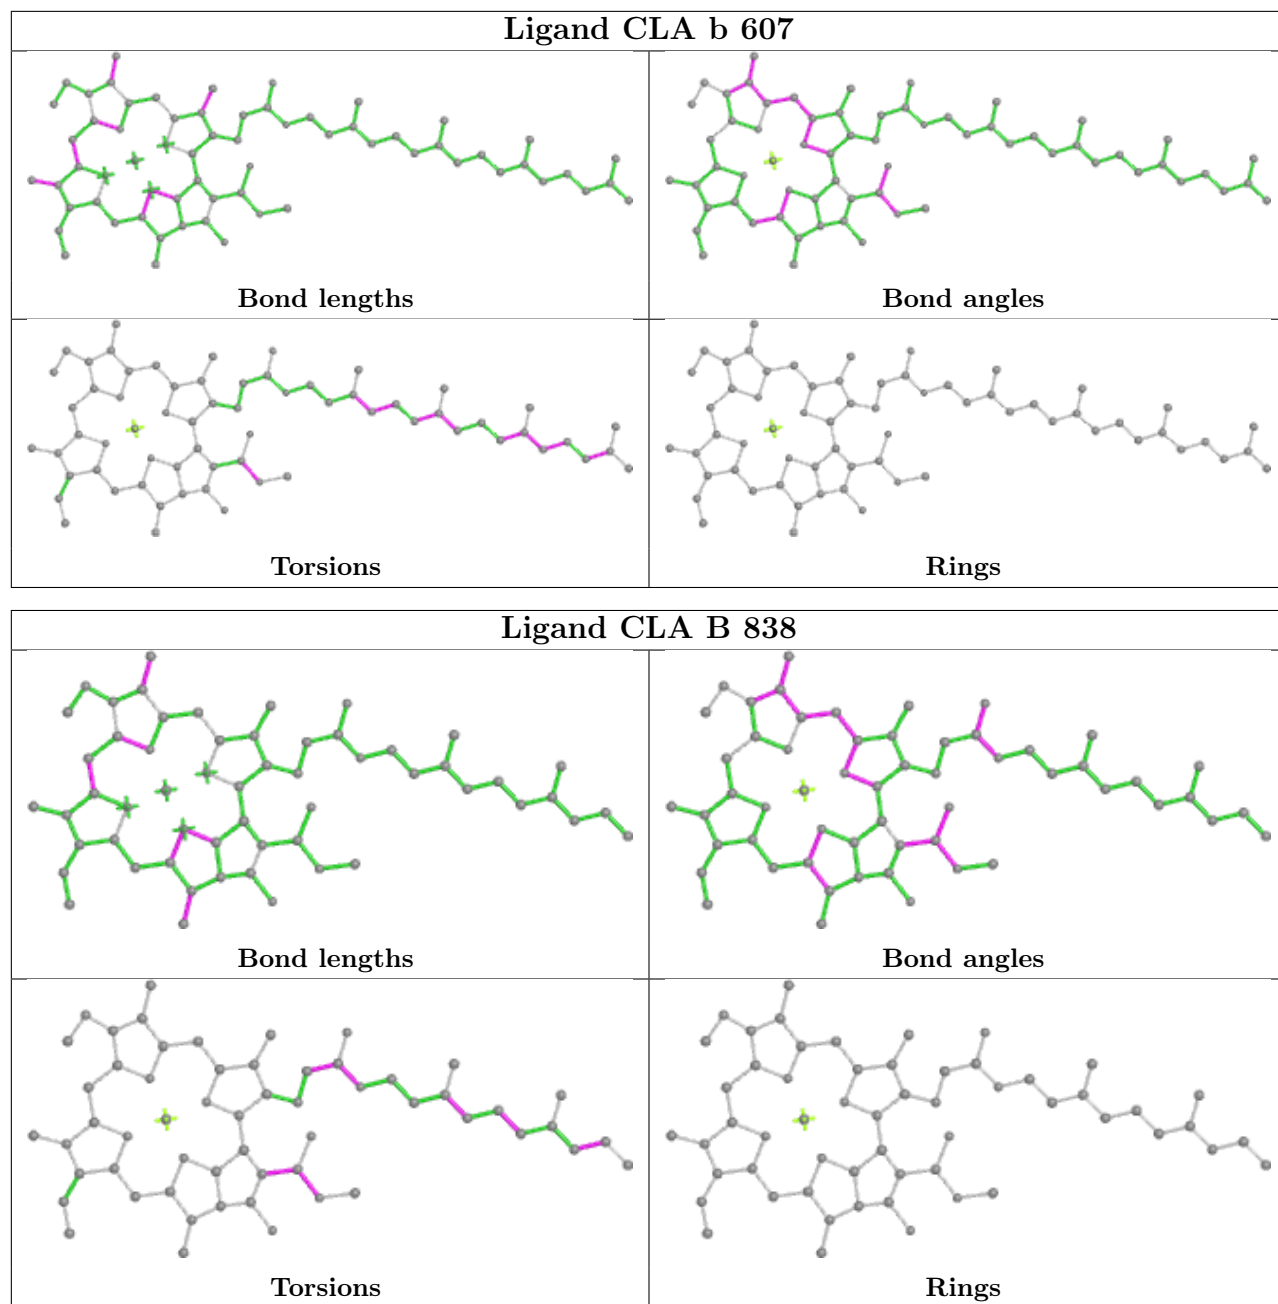 Ligand CLA b 607
Bond lengths
Bond angles
Torsions
Rings
Ligand CLA B 838
Bond lengths
Bond angles
Torsions
Rings